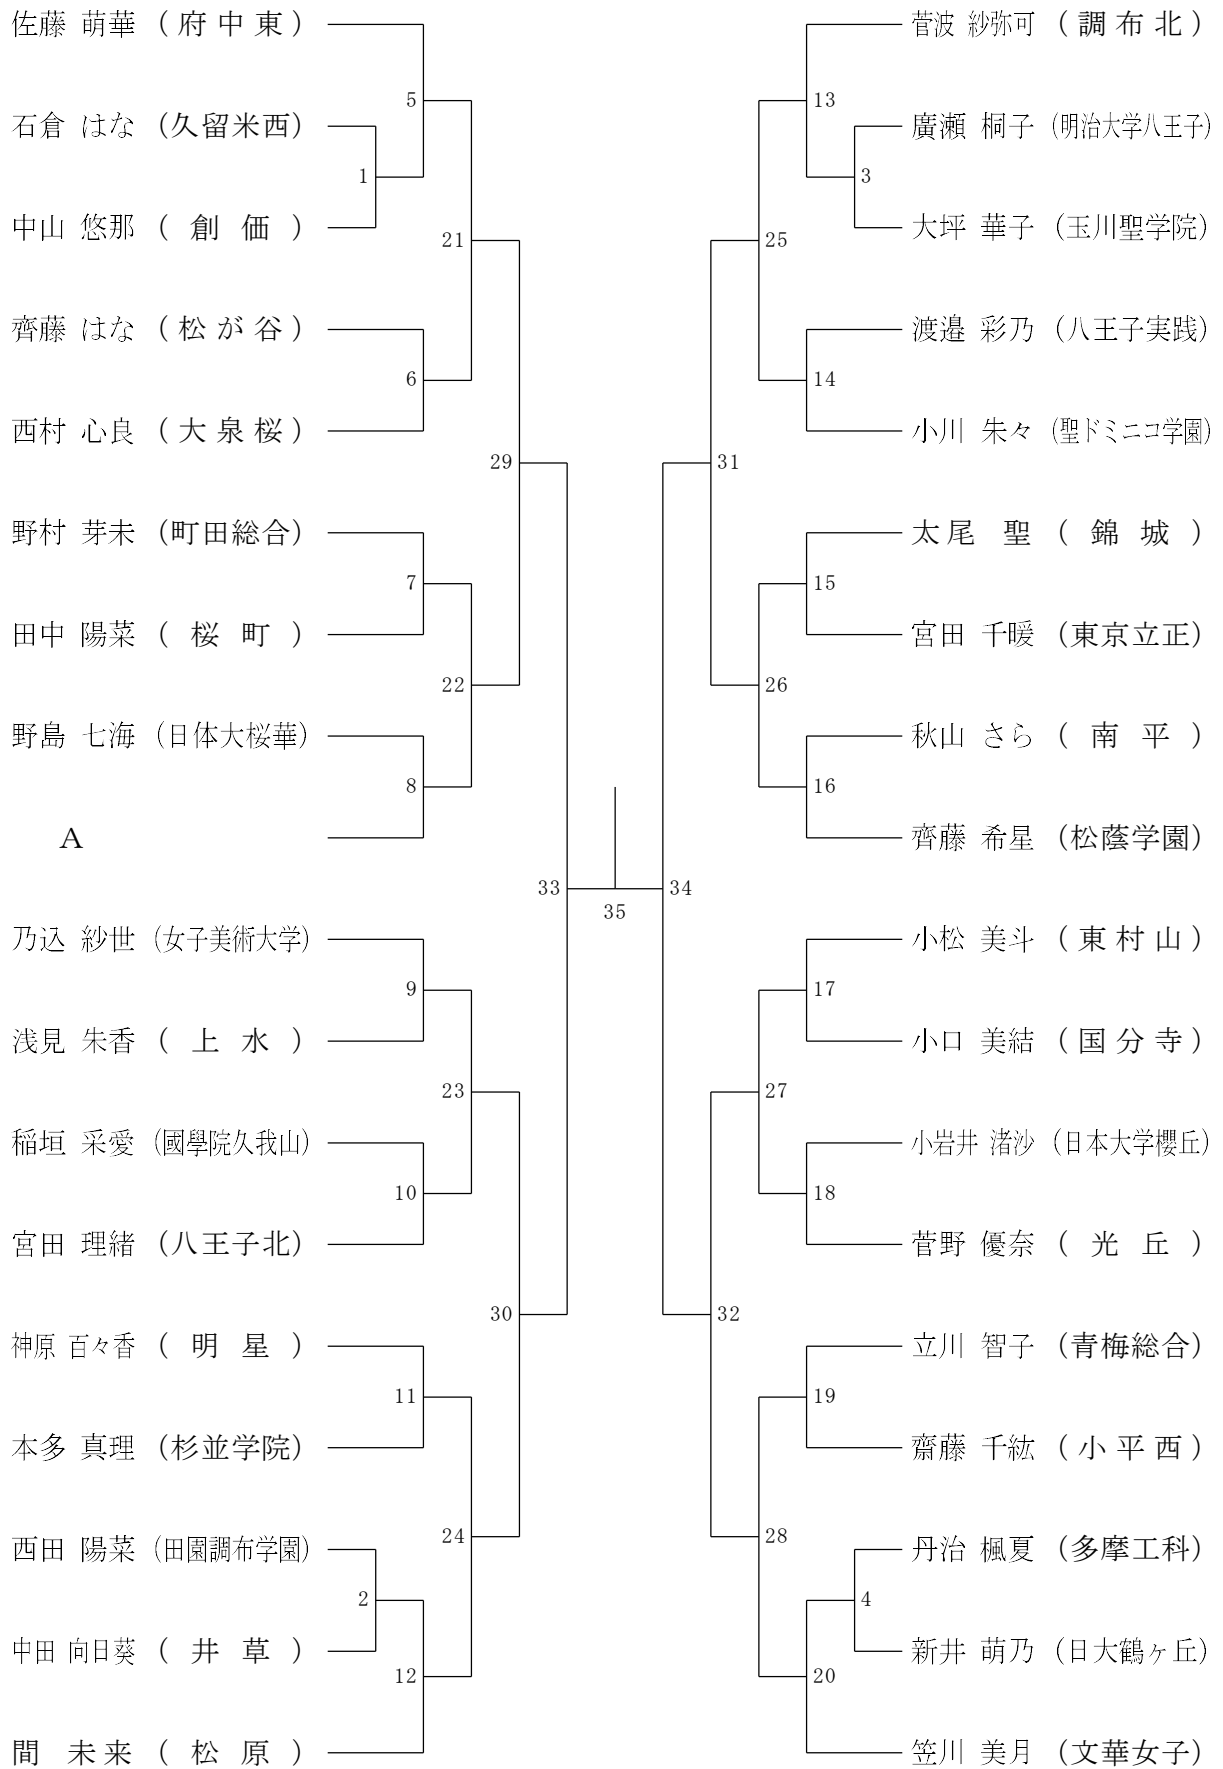 佐藤 萌華 (府中東)
5
石倉 はな (久留米西)
1
中山 悠那 (創価)
21
齊藤 はな (松が谷)
6
西村 心良 (大泉桜)
29
野村 芽未 (町田総合)
7
田中 陽菜 (桜町)
22
野島 七海 (日体大桜華)
8
A
33
乃込 紗世 (女子美術大学)
9
浅見 朱香 (上水)
23
稲垣 采愛 (國學院久我山)
10
宮田 理緒 (八王子北)
30
神原 百々香 (明星)
11
本多 真理 (杉並学院)
24
西田 陽菜 (田園調布学園)
2
中田 向日葵 (井草)
12
間 未来 (松原)
35
菅波 紗弥可 (調布北)
13
廣瀬 桐子 (明治大学八王子)
3
大坪 華子 (玉川聖学院)
25
渡邉 彩乃 (八王子実践)
14
小川 朱々 (聖ドミニコ学園)
31
太尾 聖 (錦城)
15
宮田 千暖 (東京立正)
26
秋山 さら (南平)
16
齊藤 希星 (松蔭学園)
34
小松 美斗 (東村山)
17
小口 美結 (国分寺)
27
小岩井 渚沙 (日本大学櫻丘)
18
菅野 優奈 (光丘)
32
立川 智子 (青梅総合)
19
齋藤 千紘 (小平西)
28
丹治 楓夏 (多摩工科)
4
新井 萌乃 (日大鶴ヶ丘)
20
笠川 美月 (文華女子)